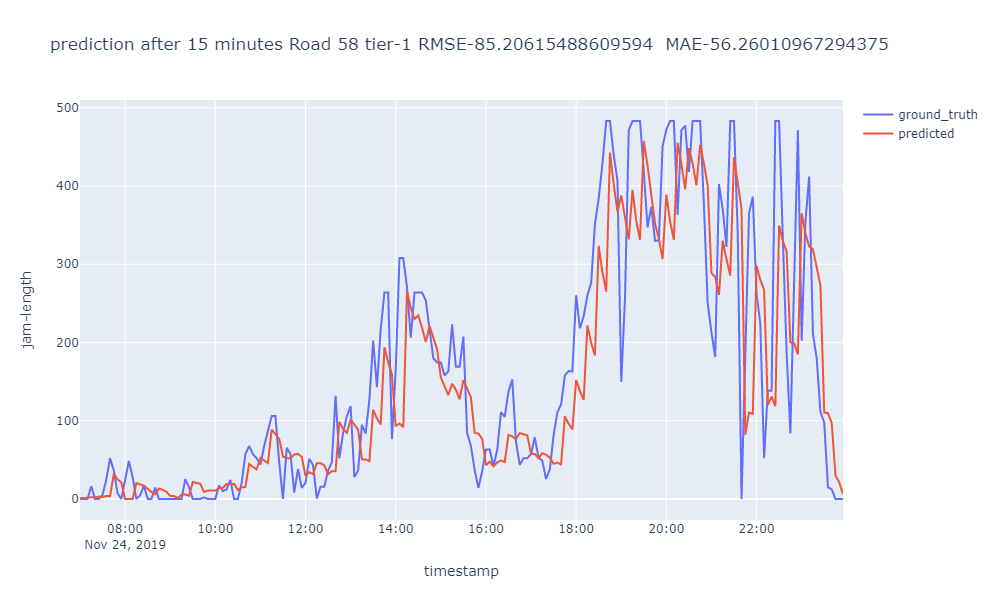 prediction after 15 minutes Road 58 tier-1 RMSE-85.20615488609594  MAE-56.26010967294375
ground_truth
predicted
500
400
300
200
100
0
jam-length
08:00 10:00 12:00 14:00 16:00 18:00 20:00 22:00
Nov 24, 2019
timestamp